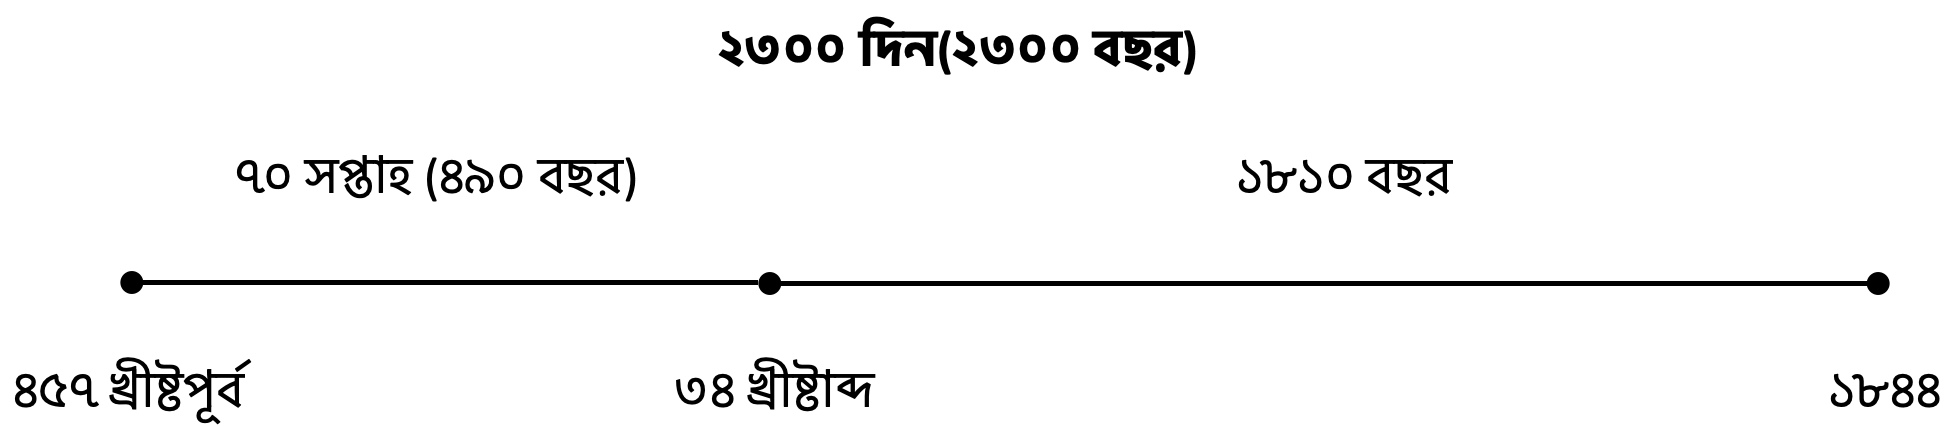 ২৩০০ দিন(২৩০০ বছর)
৭০ সপ্তাহ (৪৯০ বছর)
১৮১০ বছর
৪৫৭ খ্রীষ্টপূর্ব
৩৪ খ্রীষ্টাব্দ
১৮৪৪